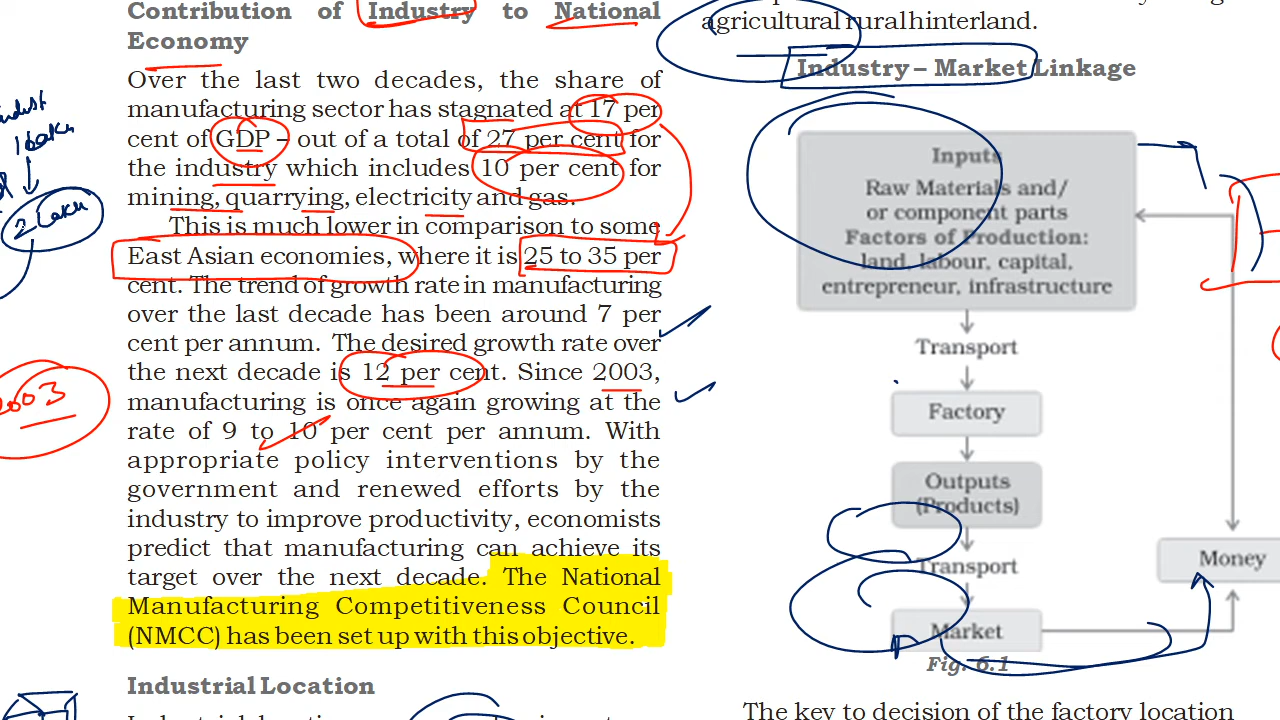 Contribution of Industry to National
Economy
Over the last two decades, the share of
manufacturing sector has stagnated at 17 per
cent of GDP – out of a total of 27 per cent for
the industry which includes 10 per cent for
mining, quarrying, electricity and gas.
This is much lower in comparison to some
East Asian economies, where it is 25 to 35 per
cent. The trend of growth rate in manufacturing
over the last decade has been around 7 per
cent per annum. The desired growth rate over
the next decade is 12 per cent. Since 2003,
manufacturing is once again growing at the
rate of 9 to 10 per cent per annum. With
appropriate policy interventions by the
government and renewed efforts by the
industry to improve productivity, economists
predict that manufacturing can achieve its
target over the next decade. The National
Manufacturing Competitiveness Council
(NMCC) has been set up with this objective.
Industrial Location
2 Lakh
2003
agricultural rural hinterland.
Industry – Market Linkage
Inputs
Raw Materials and/
or component parts
Factors of Production:
land, labour, capital,
entrepreneur, infrastructure
Transport
Factory
Outputs
(Products)
Transport
Market
Money
Fig. 6.1
The key to decision of the factory location